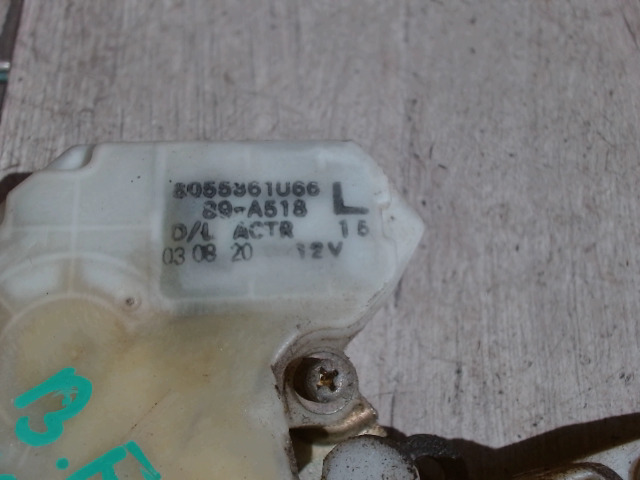 8055361U66
S9-A518 L
D/L ACTR 15
03 08 20 12V
B.F